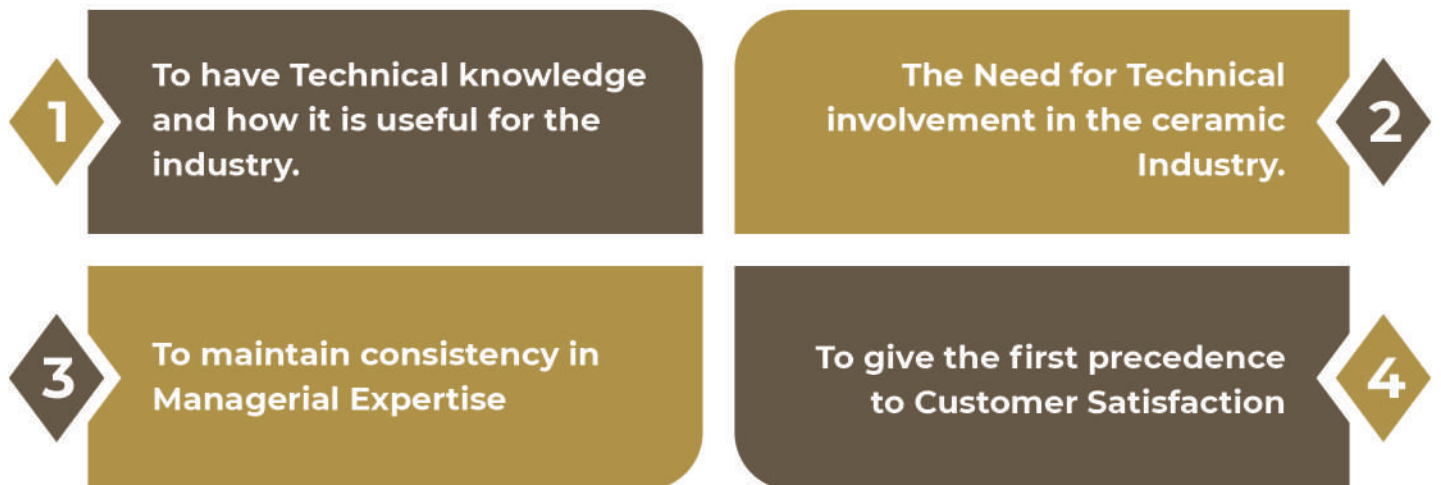 1
To have Technical knowledge
and how it is useful for the
industry.
The Need for Technical
involvement in the ceramic
Industry.
2
3
To maintain consistency in
Managerial Expertise
To give the first precedence
to Customer Satisfaction
4